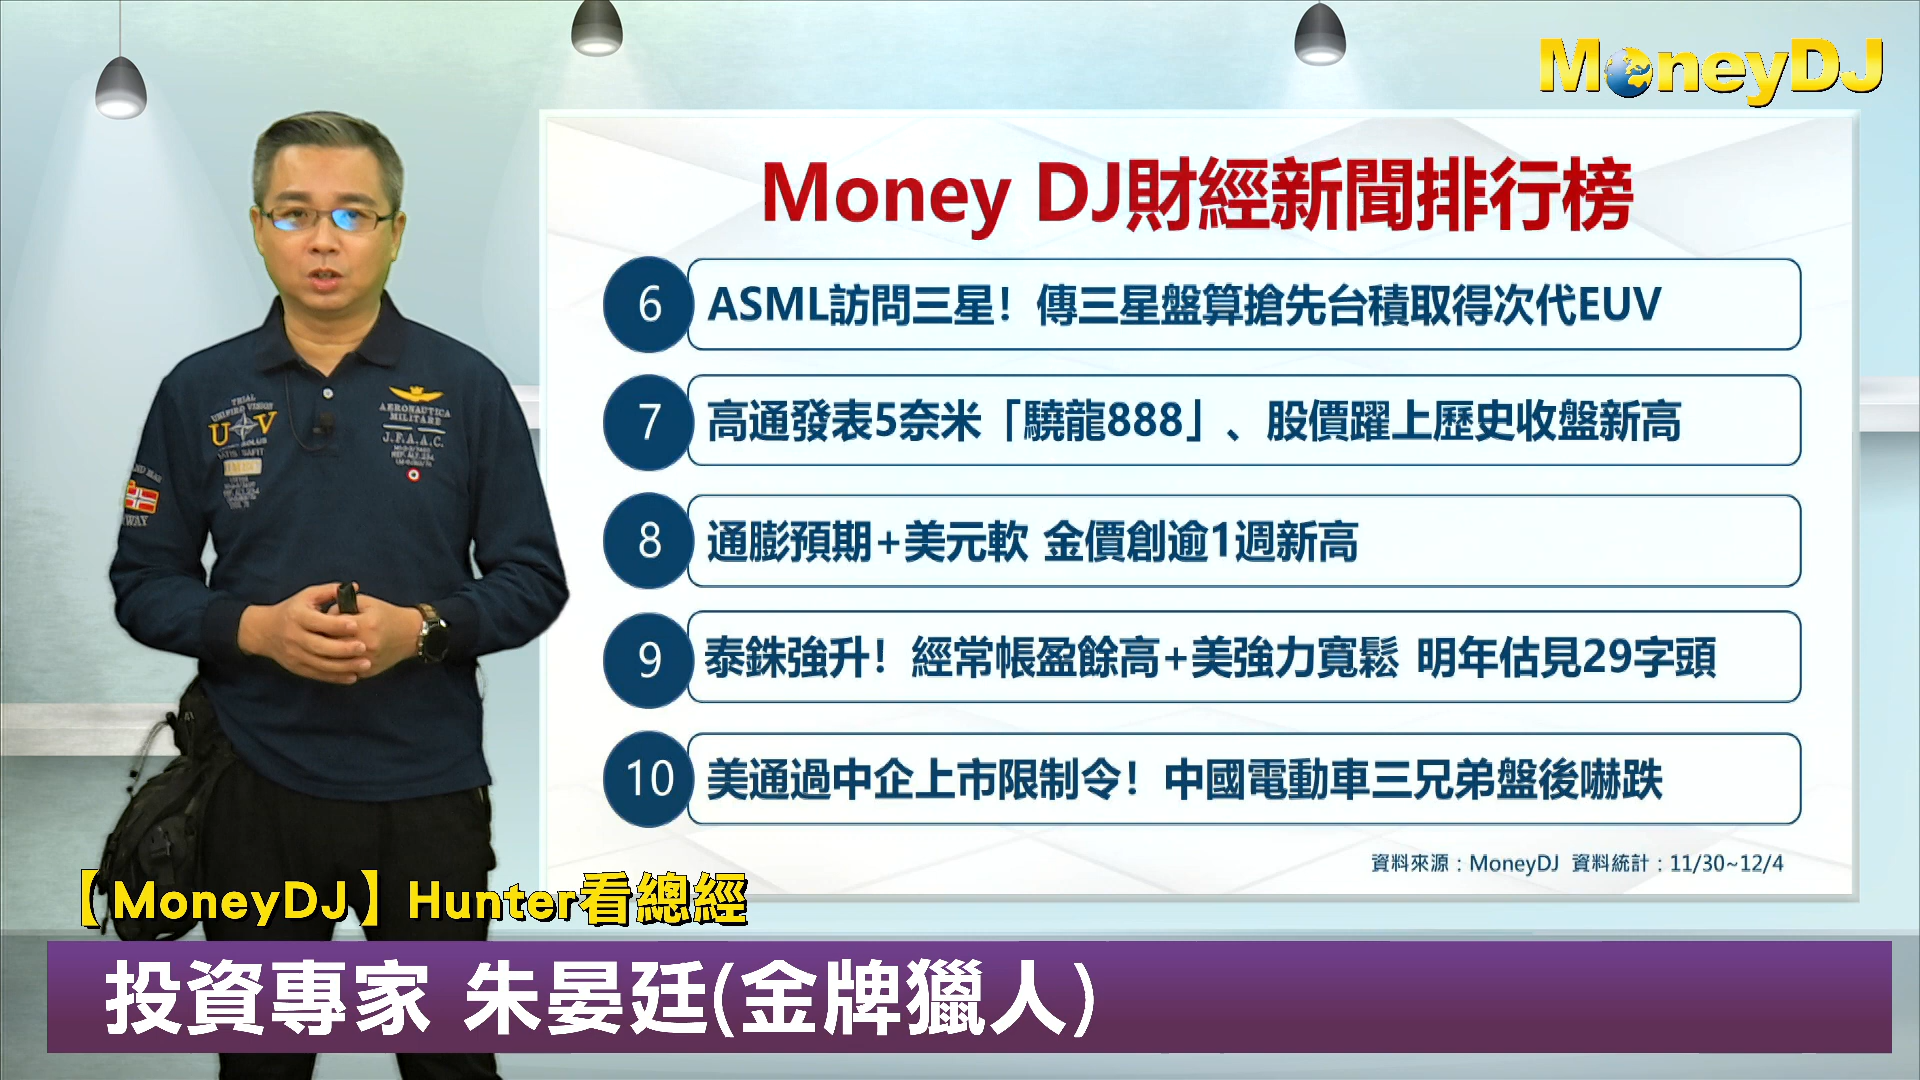 MoneyDJ
Money DJ財經新聞排行榜
6 ASML訪問三星！傳三星盤算搶先台積取得次代EUV
7 高通發表5奈米「驍龍888」、股價躍上歷史收盤新高
8 通膨預期+美元軟 金價創逾1週新高
9 泰銖強升！經常帳盈餘高+美強力寬鬆 明年估見29字頭
10 美通過中企上市限制令！中國電動車三兄弟盤後嚇跌
資料來源：MoneyDJ 資料統計：11/30~12/4
TRIAL
UNIFIED VISION
U V
AERONAUTICA
MILITARE
J.F.A.A.C.
【MoneyDJ】Hunter看總經
投資專家 朱晏廷(金牌獵人)